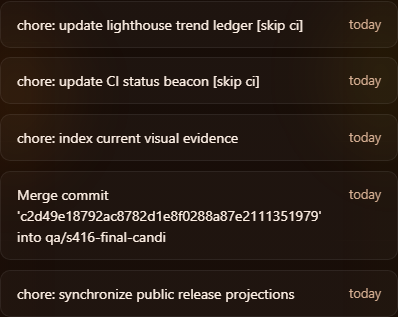 chore: update lighthouse trend ledger [skip ci] today
chore: update CI status beacon [skip ci] today
chore: index current visual evidence today
Merge commit today
'c2d49e18792ac8782d1e8f0288a87e2111351979'
into qa/s416-final-candi
chore: synchronize public release projections today